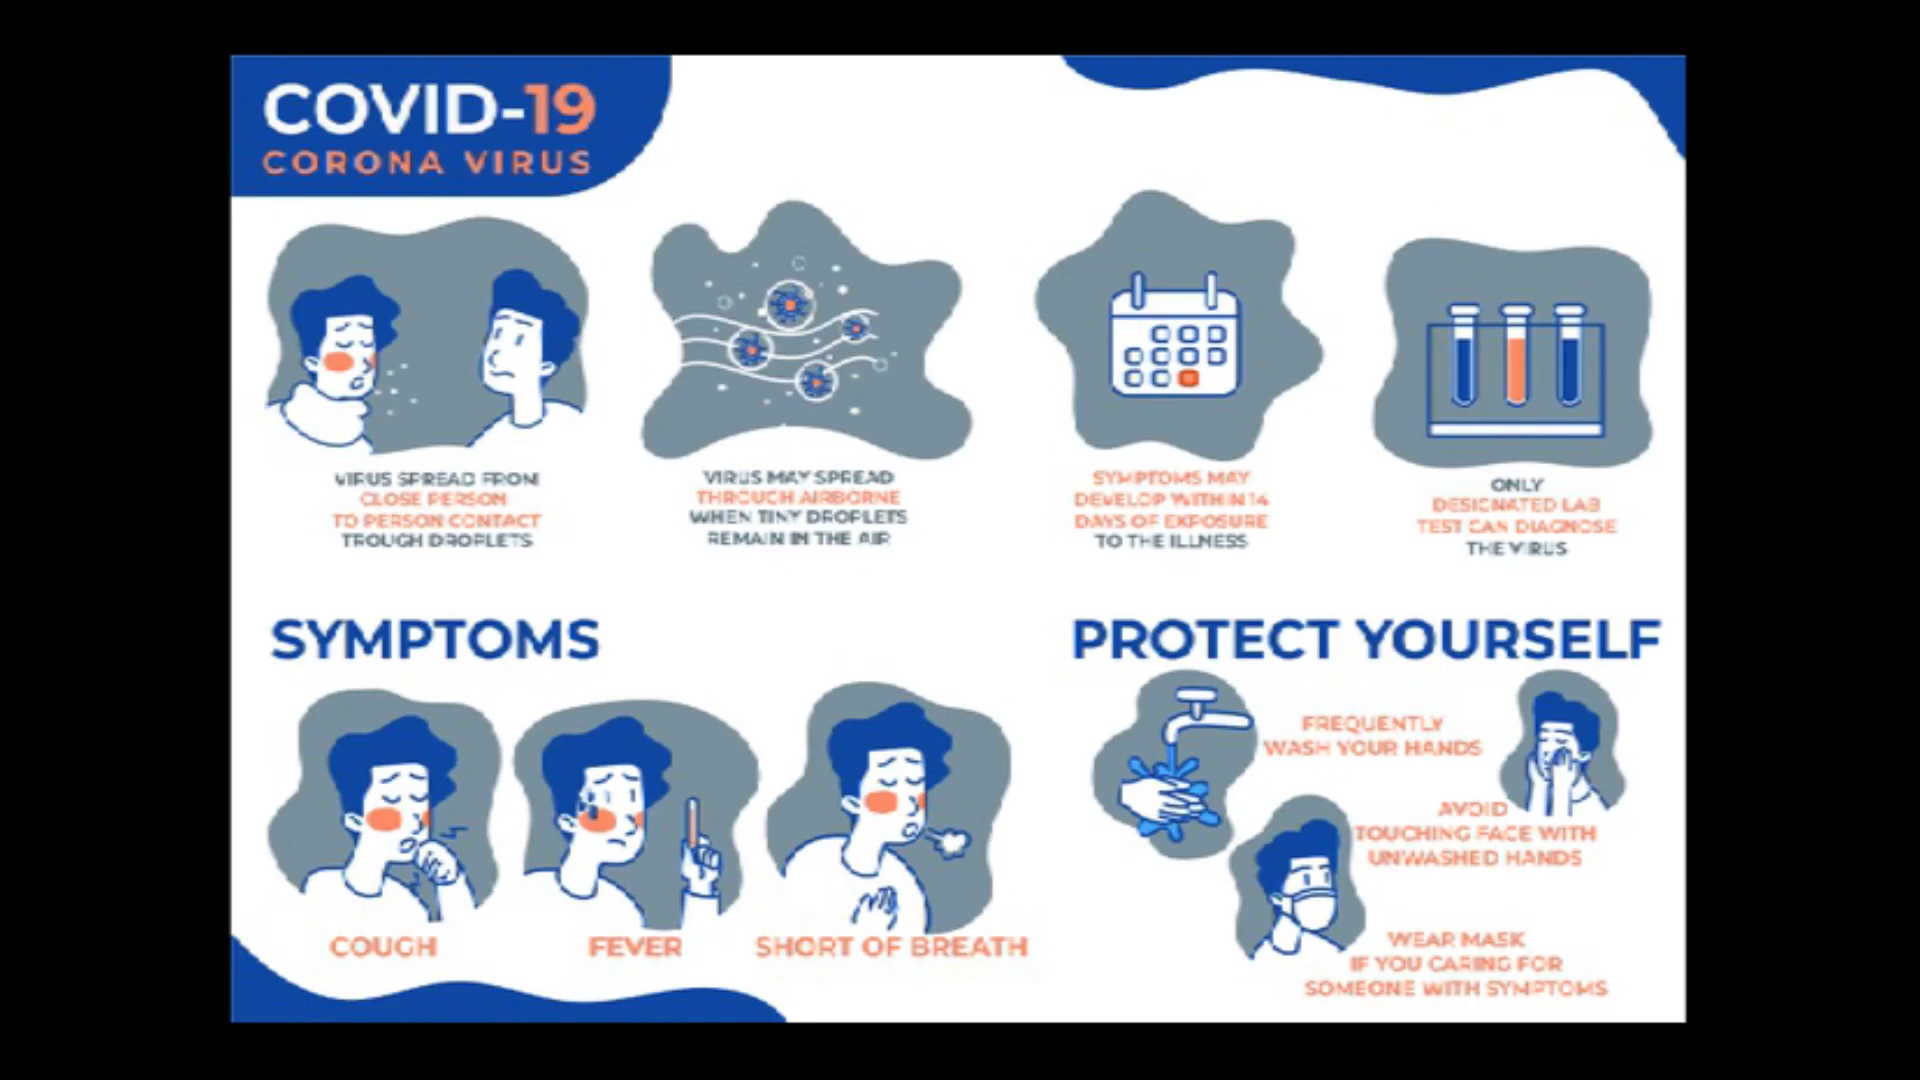 COVID-19
CORONA VIRUS
VIRUS SPREAD FROM
CLOSE PERSON
TO PERSON CONTACT
TROUGH DROPLETS
VIRUS MAY SPREAD
THROUGH AIRBORNE
WHEN TINY DROPLETS
REMAIN IN THE AIR
SYMPTOMS MAY
DEVELOP WITHIN 14
DAYS OF EXPOSURE
TO THE ILLNESS
ONLY
DESIGNATED LAB
TEST CAN DIAGNOSE
THE VIRUS
SYMPTOMS
COUGH
FEVER
SHORT OF BREATH
PROTECT YOURSELF
FREQUENTLY
WASH YOUR HANDS
AVOID
TOUCHING FACE WITH
UNWASHED HANDS
WEAR MASK
IF YOU CARING FOR
SOMEONE WITH SYMPTOMS